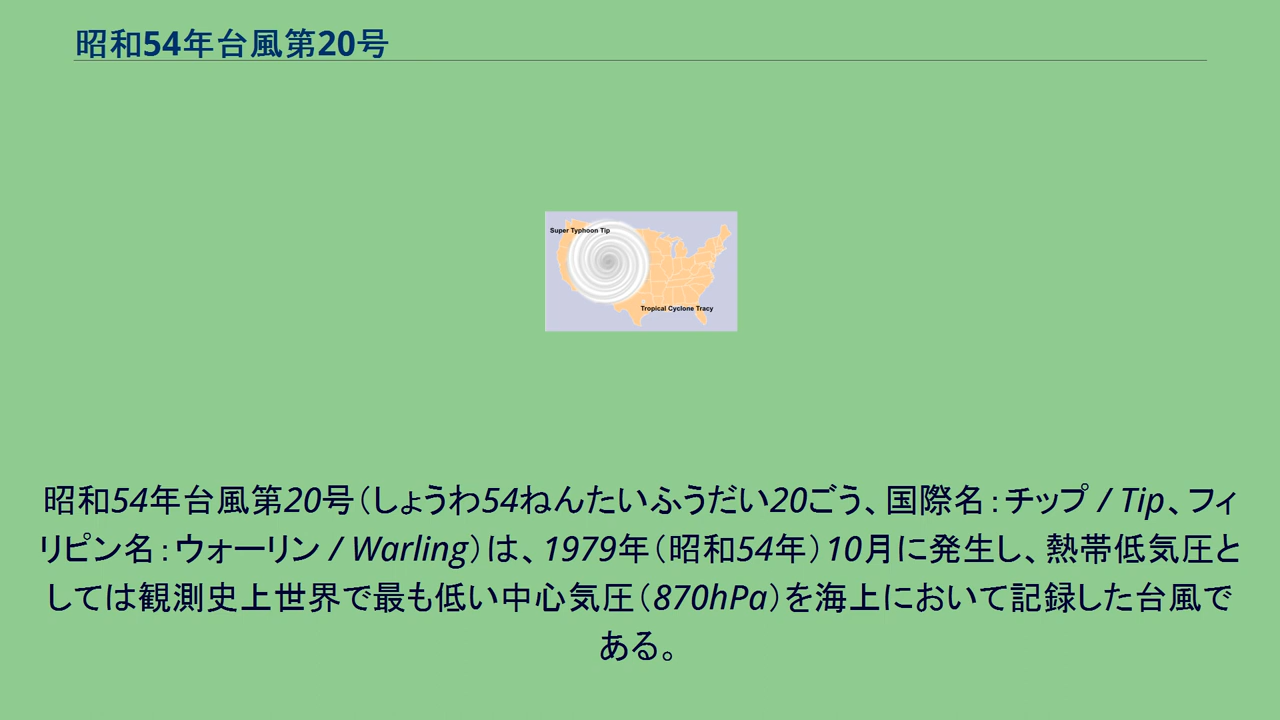 昭和54年台風第20号
Super Typhoon Tip
Tropical Cyclone Tracy
昭和54年台風第20号（しょうわ54ねんたいふうだい20ごう、国際名：チップ / Tip、フィ
リピン名：ウォーリン / Warling）は、1979年（昭和54年）10月に発生し、熱帯低気圧と
しては観測史上世界で最も低い中心気圧（870hPa）を海上において記録した台風で
ある。